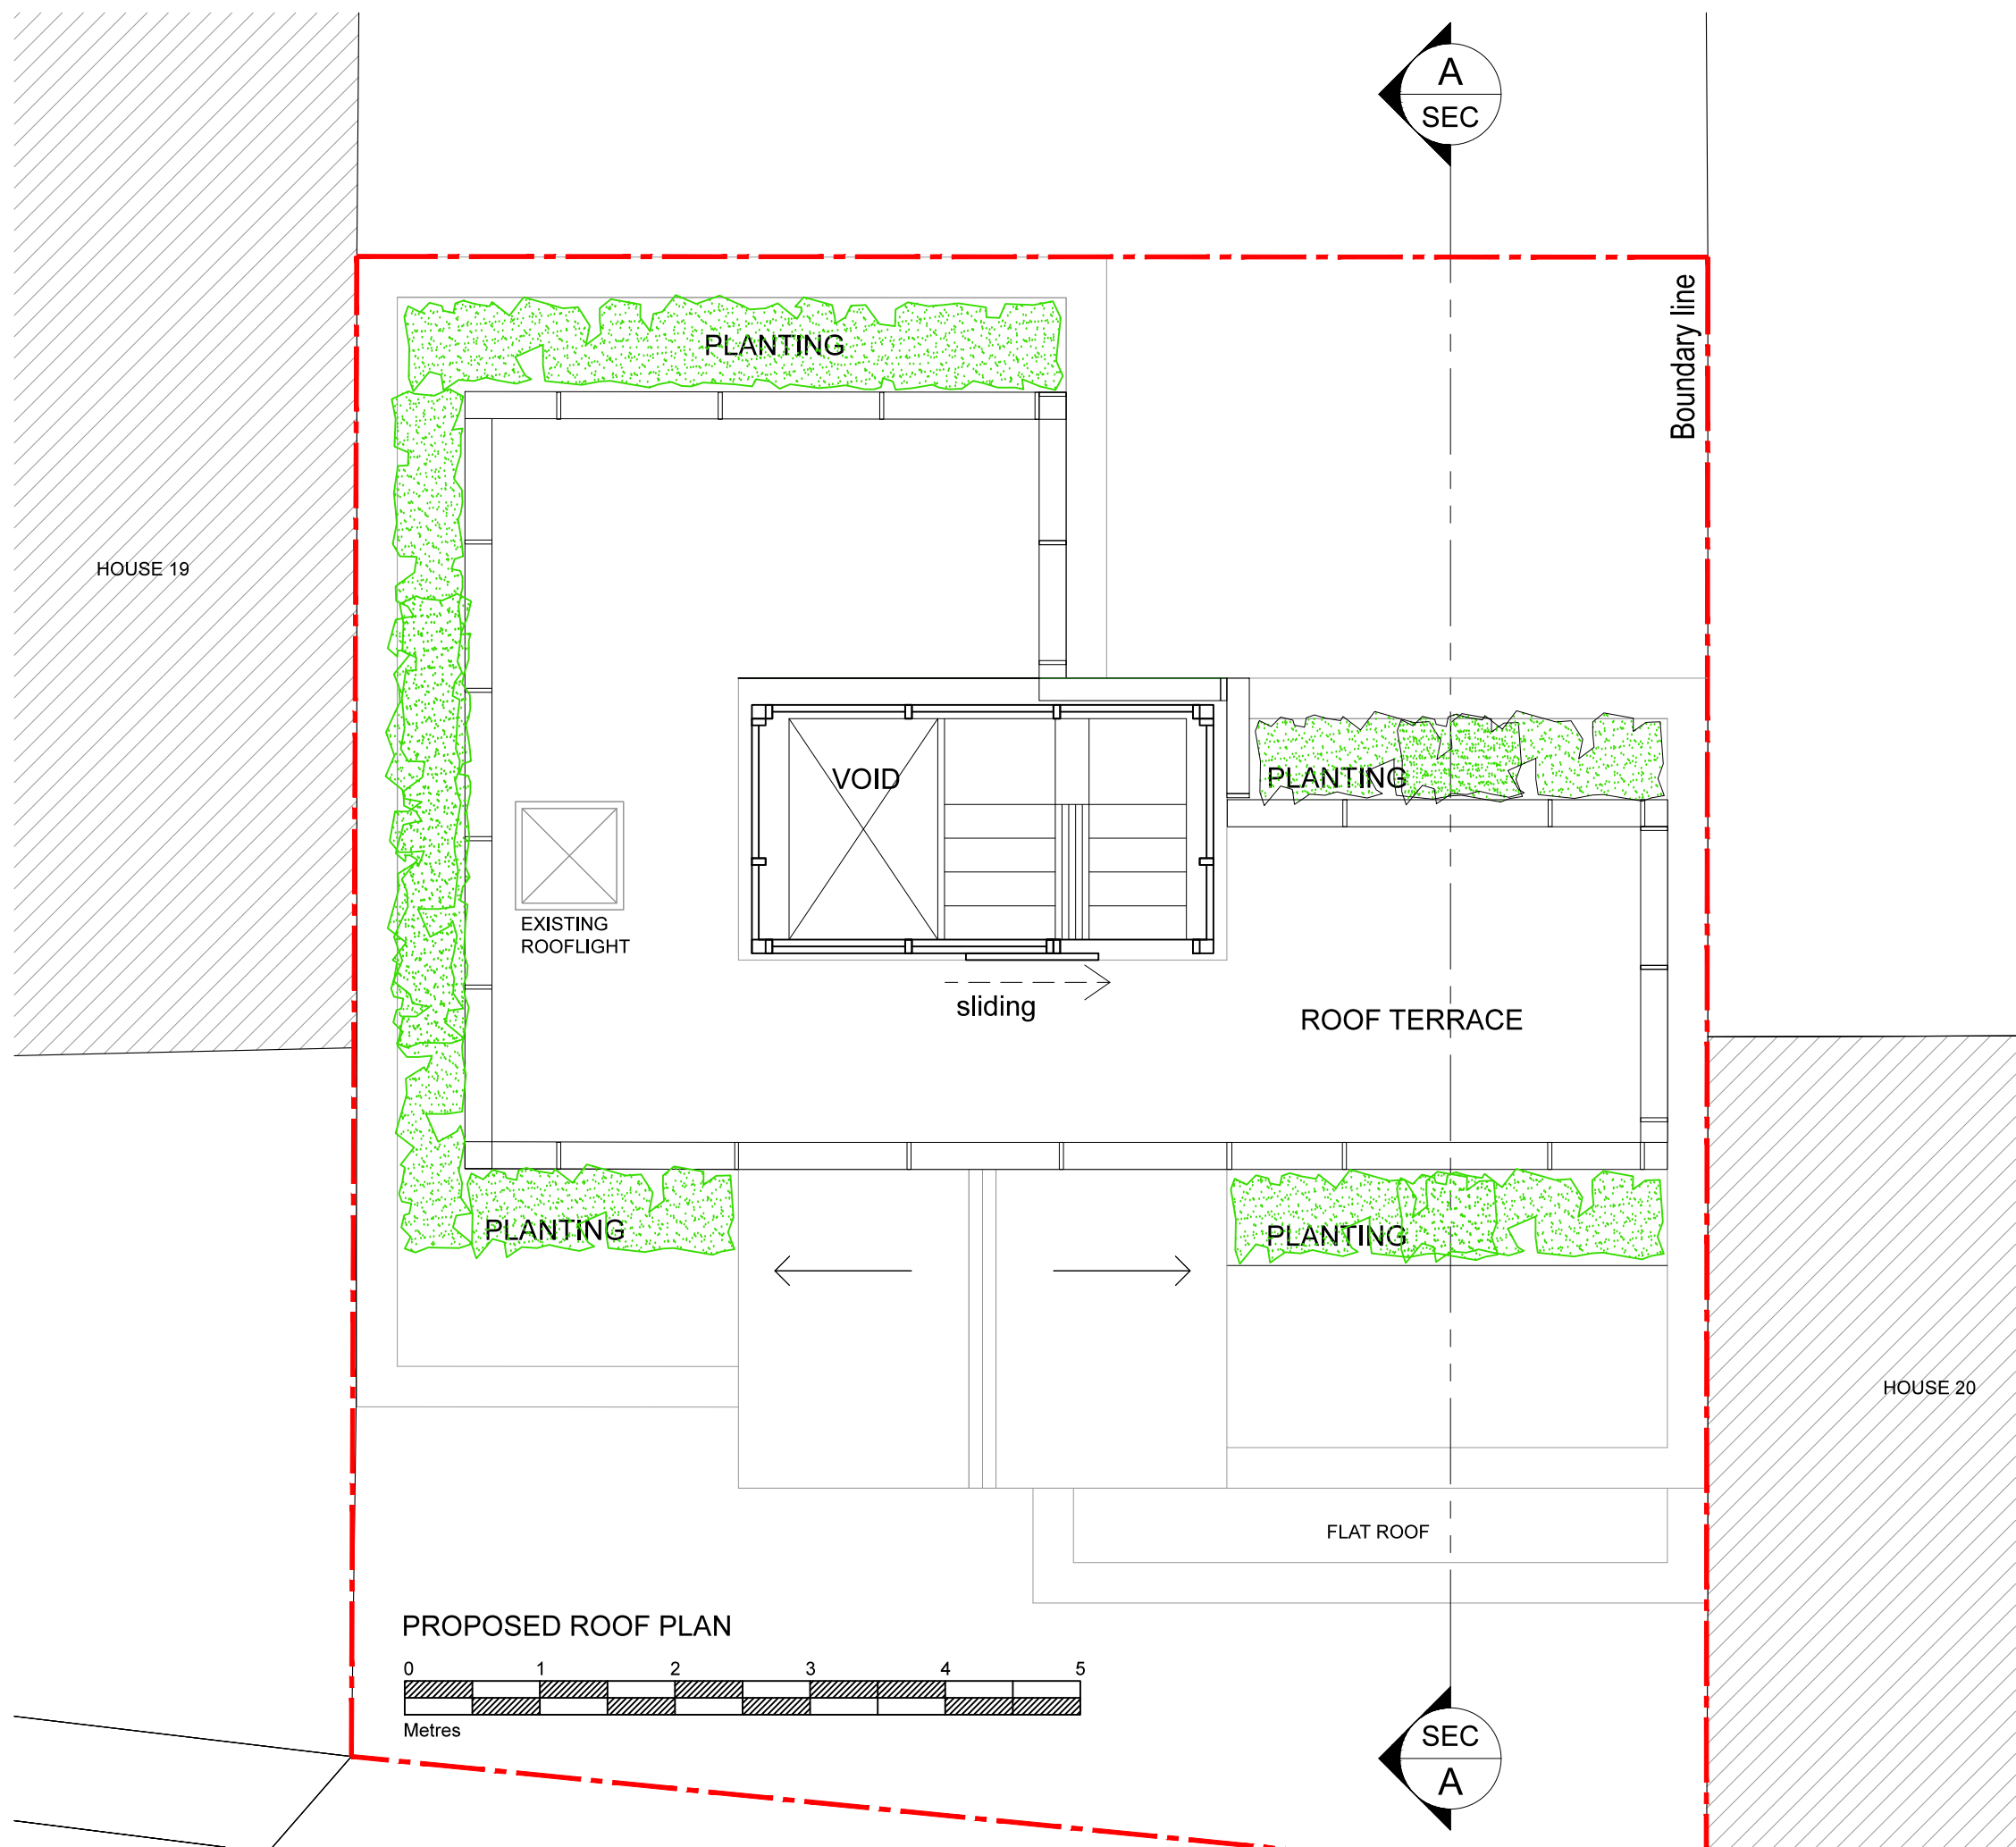 A
SEC
Boundary line
PLANTING
HOUSE 19
VOID
PLANTING
EXISTING
ROOFLIGHT
sliding
ROOF TERRACE
PLANTING
PLANTING
HOUSE 20
FLAT ROOF
PROPOSED ROOF PLAN
0 1 2 3 4 5
Metres
SEC
A